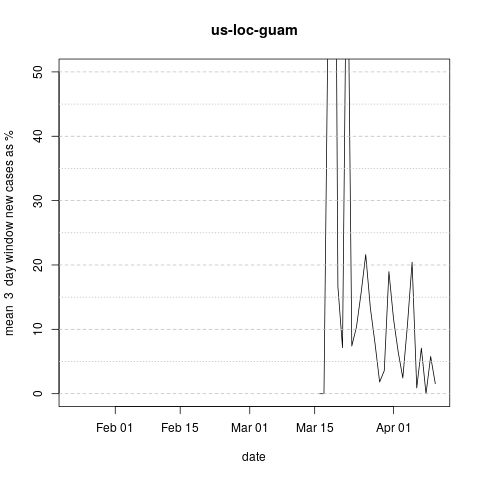 us-loc-guam
mean 3 day window new cases as %
50
40
30
20
10
0
Feb 01
Feb 15
Mar 01
Mar 15
Apr 01
date